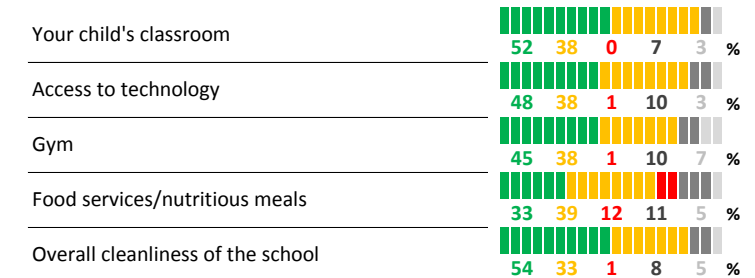 Your child's classroom
52 38 0 7 3 %
Access to technology
48 38 1 10 3 %
Gym
45 38 1 10 7 %
Food services/nutritious meals
33 39 12 11 5 %
Overall cleanliness of the school
54 33 1 8 5 %